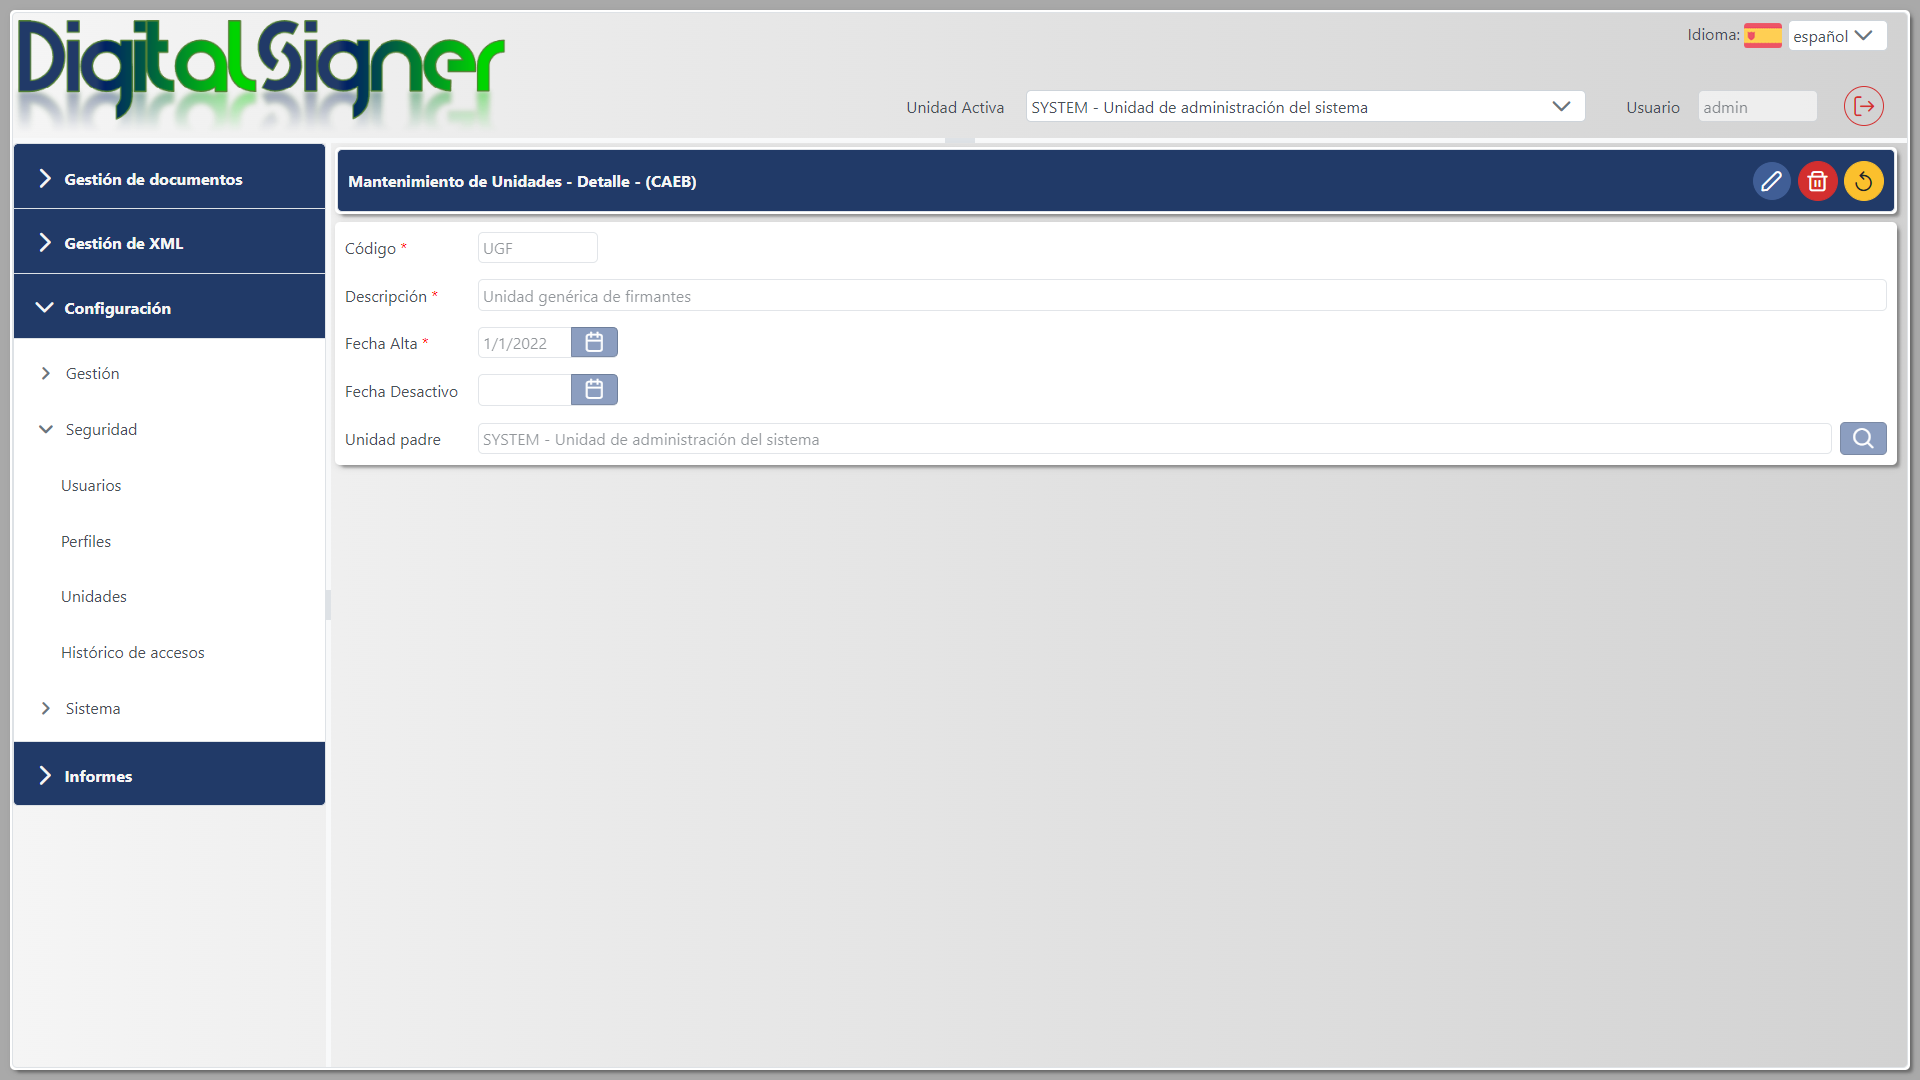 DigitalSigner
Idioma: español
Unidad Activa SYSTEM - Unidad de administración del sistema Usuario admin
Gestión de documentos
Gestión de XML
Configuración
Gestión
Seguridad
Usuarios
Perfiles
Unidades
Histórico de accesos
Sistema
Informes
Mantenimiento de Unidades - Detalle - (CAEB)
Código * UGF
Descripción * Unidad genérica de firmantes
Fecha Alta * 1/1/2022
Fecha Desactivo
Unidad padre SYSTEM - Unidad de administración del sistema